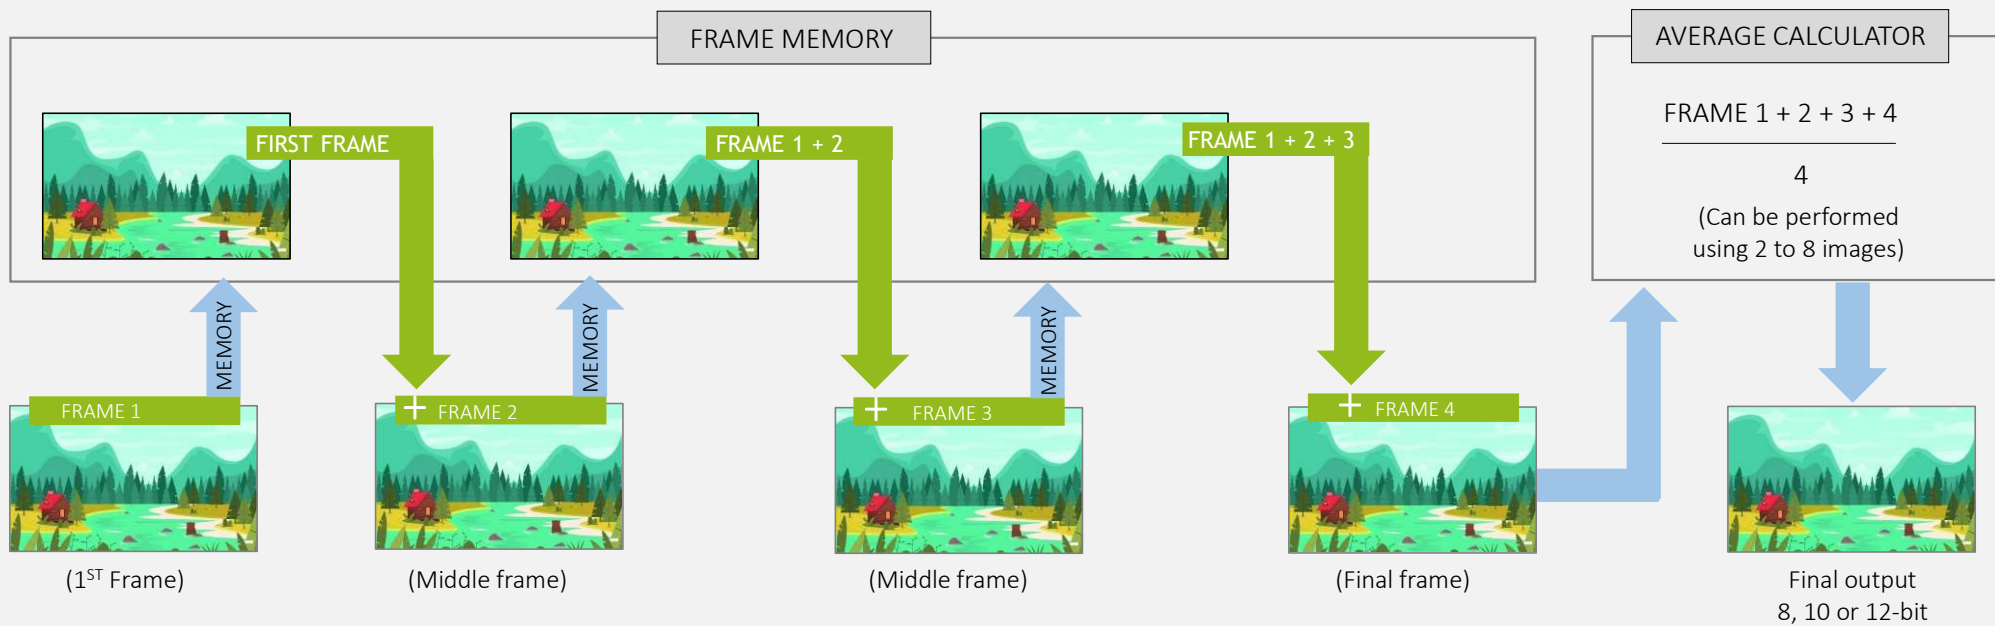 FRAME MEMORY
AVERAGE CALCULATOR
FIRST FRAME
FRAME 1 + 2
FRAME 1 + 2 + 3
FRAME 1 + 2 + 3 + 4
4
(Can be performed
using 2 to 8 images)
MEMORY
MEMORY
MEMORY
FRAME 1
+ FRAME 2
+ FRAME 3
+ FRAME 4
(1ST Frame)
(Middle frame)
(Middle frame)
(Final frame)
Final output
8, 10 or 12-bit